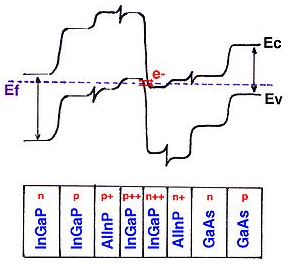 Ec
e-
Ef
Ev
n p p+ p++ n++ n+ n p
InGaP InGaP AlInP InGaP InGaP AlInP GaAs GaAs